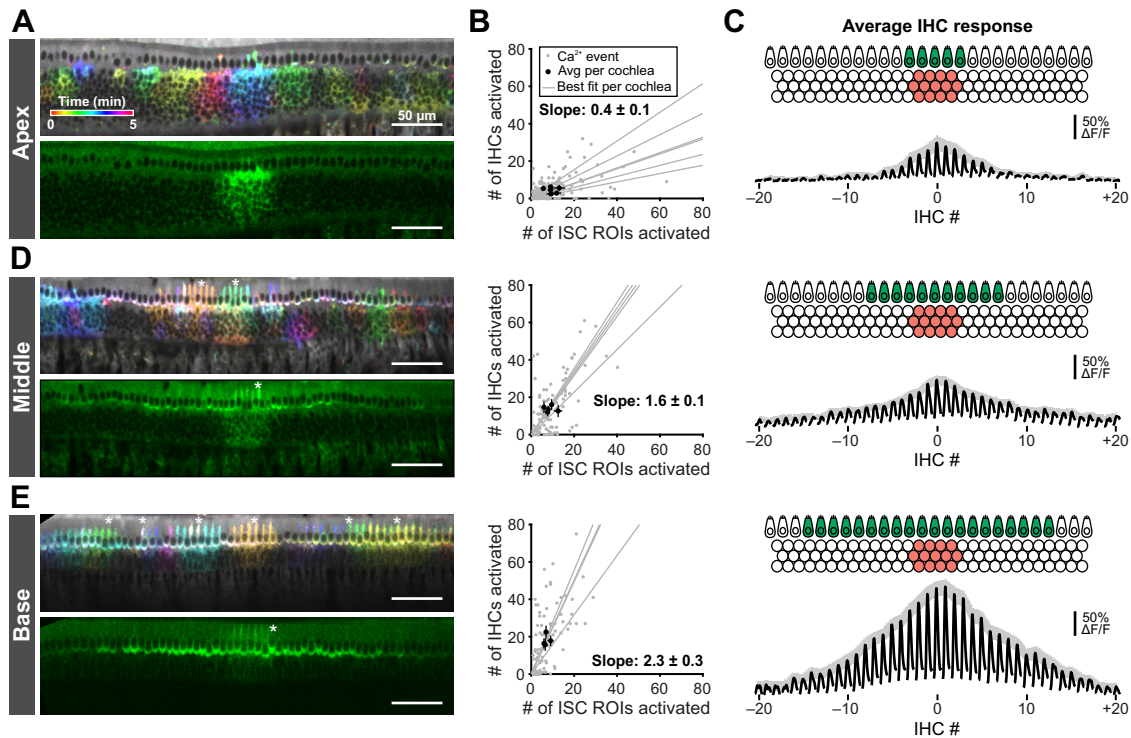 A
B
C
Apex
Time (min)
0
5
50 µm
80
60
40
20
0
# of IHCs activated
Ca²⁺ event
Avg per cochlea
Best fit per cochlea
Slope: 0.4 ± 0.1
0 20 40 60 80
# of ISC ROIs activated
Average IHC response
50%
ΔF/F
−20 −10 0 +10 +20
IHC #
D
Middle
*
*
*
80
60
40
20
0
# of IHCs activated
Slope: 1.6 ± 0.1
0 20 40 60 80
# of ISC ROIs activated
50%
ΔF/F
−20 −10 0 +10 +20
IHC #
E
Base
* * * * * *
*
80
60
40
20
0
# of IHCs activated
Slope: 2.3 ± 0.3
0 20 40 60 80
# of ISC ROIs activated
50%
ΔF/F
−20 −10 0 +10 +20
IHC #